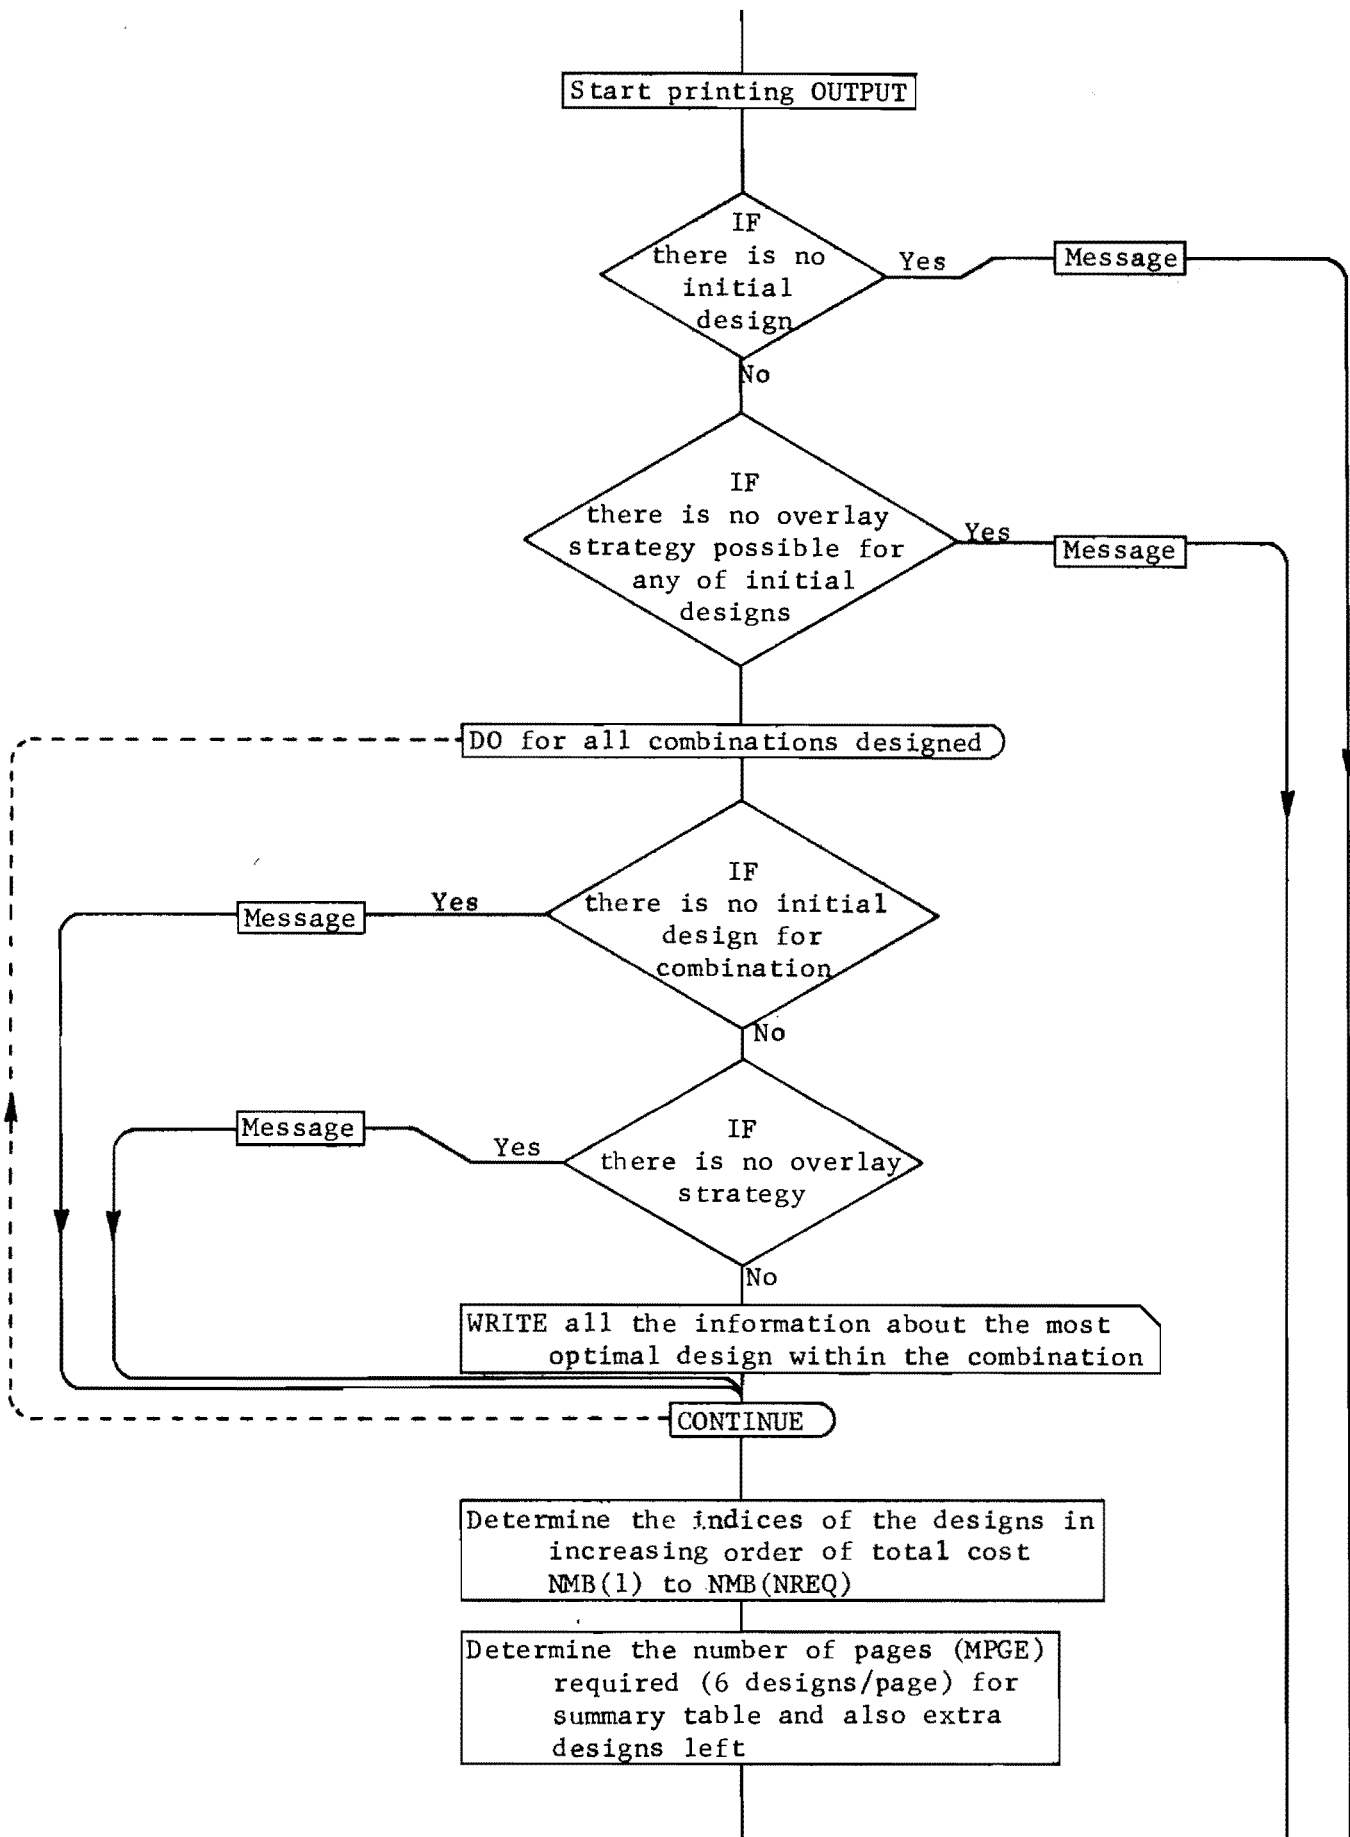 Start printing OUTPUT
IF
there is no
initial
design
Yes
Message
No
IF
there is no overlay
strategy possible for
any of initial
designs
Yes
Message
DO for all combinations designed
IF
there is no initial
design for
combination
Yes
Message
No
IF
there is no overlay
strategy
Yes
Message
No
WRITE all the information about the most
optimal design within the combination
CONTINUE
Determine the indices of the designs in
increasing order of total cost
NMB(1) to NMB(NREQ)
Determine the number of pages (MPGE)
required (6 designs/page) for
summary table and also extra
designs left